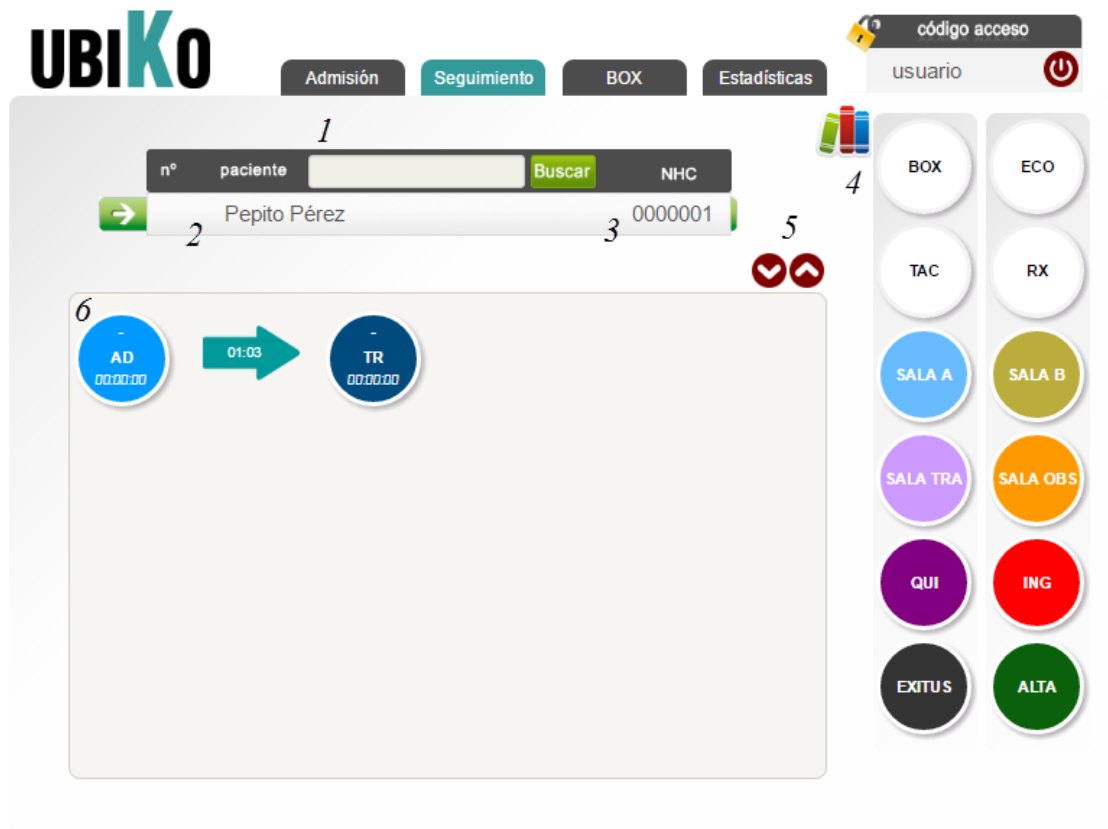 UBIKO
código acceso
usuario
Admisión Seguimiento BOX Estadísticas
1
nº paciente Buscar NHC
4
Pepito Pérez 0000001
2 3 5
6
- -
AD 01:03 TR
00:00:00 00:00:00
BOX ECO
TAC RX
SALA A SALA B
SALA TRA SALA OBS
QUI ING
EXITUS ALTA